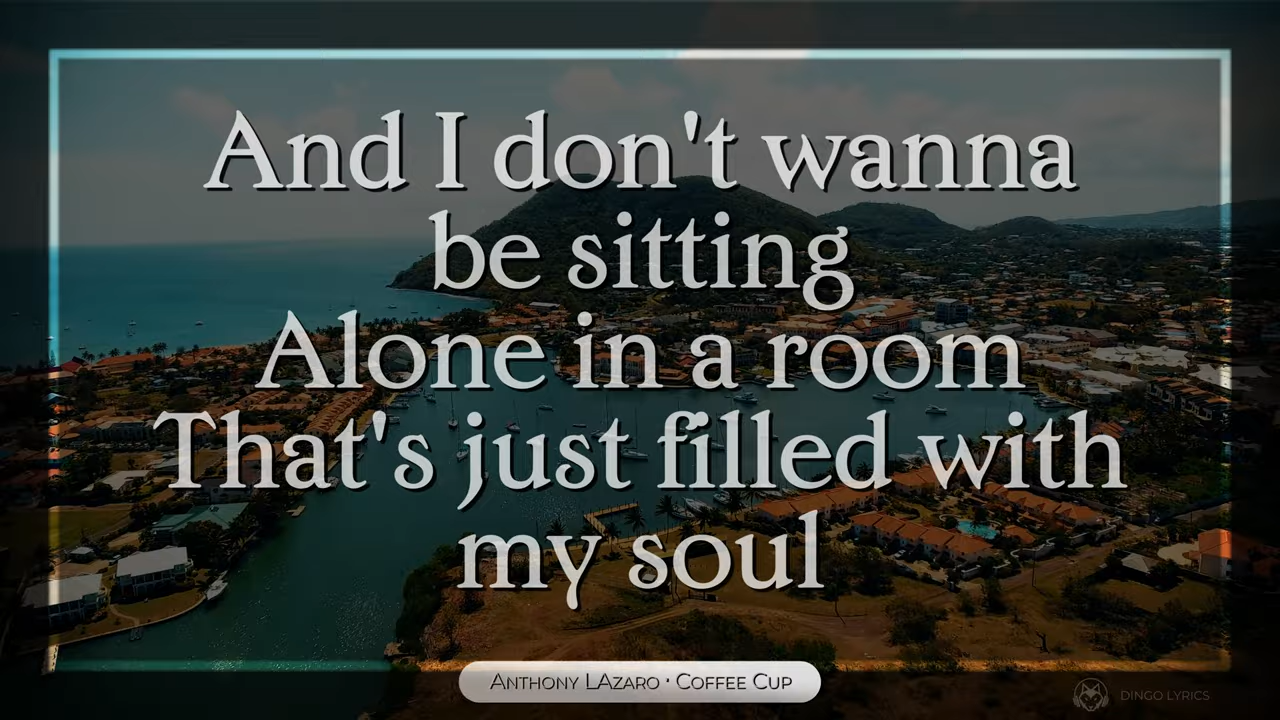 And I don't wanna
be sitting
Alone in a room
That's just filled with
my soul
Anthony LAzaro · Coffee Cup
DINGO LYRICS